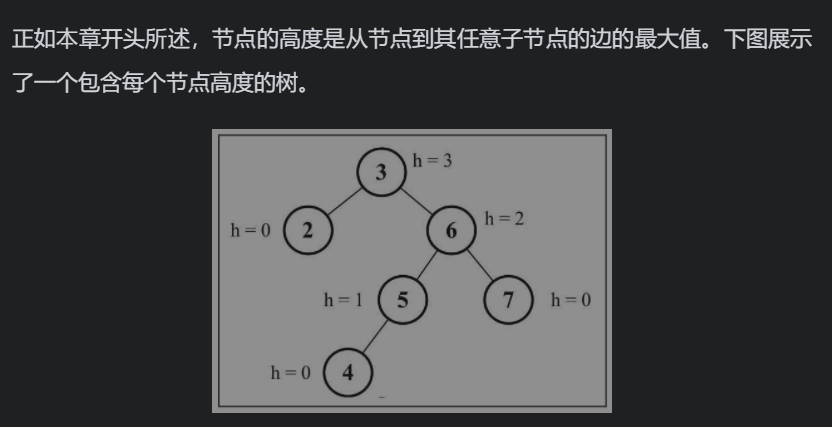 正如本章开头所述，节点的高度是从节点到其任意子节点的边的最大值。下图展示
了一个包含每个节点高度的树。
3 h = 3
h = 0 2 6 h = 2
h = 1 5 7 h = 0
h = 0 4